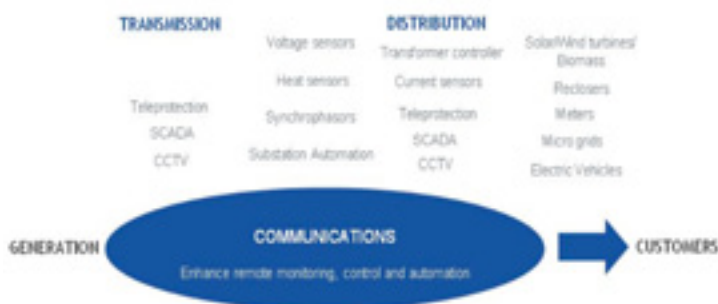 TRANSMISSION
DISTRIBUTION
Voltage sensors
Heat sensors
Synchrophasors
Substation Automation
Teleprotection
SCADA
CCTV
Transformer controller
Current sensors
Teleprotection
SCADA
CCTV
Solar/Wind turbines/
Biomass
Reclosers
Meters
Micro grids
Electric Vehicles
GENERATION
COMMUNICATIONS
Enhance remote monitoring, control and automation
CUSTOMERS